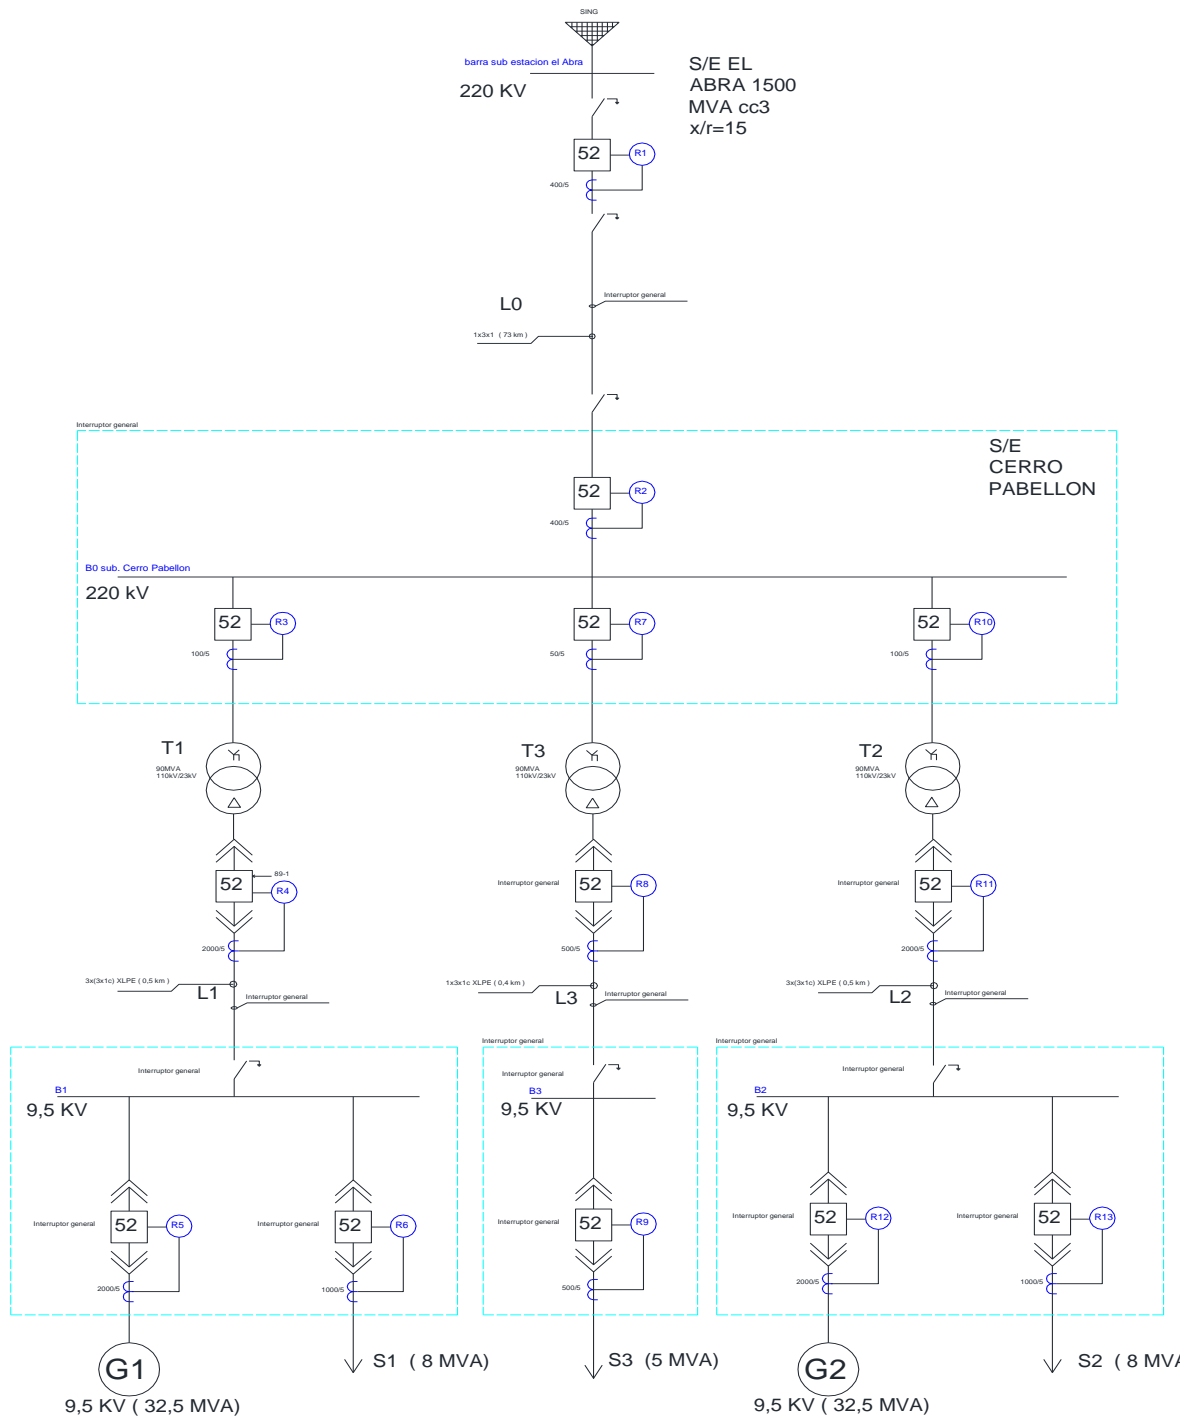 SING
barra sub estacion el Abra
220 KV
S/E EL
ABRA 1500
MVA cc3
x/r=15
52
R1
400/5
L0
Interruptor general
1x3x1 ( 73 km )
Interruptor general
S/E
CERRO
PABELLON
52
R2
400/5
B0 sub. Cerro Pabellon
220 kV
52
R3
100/5
52
R7
50/5
52
R10
100/5
T1
90MVA
110kV/23kV
Yn
T3
90MVA
110kV/23kV
Yn
T2
90MVA
110kV/23kV
Yn
52
89-1
R4
2000/5
Interruptor general
52
R8
500/5
Interruptor general
52
R11
2000/5
3x(3x1c) XLPE ( 0,5 km )
L1
Interruptor general
1x3x1c XLPE ( 0,4 km )
L3
Interruptor general
3x(3x1c) XLPE ( 0,5 km )
L2
Interruptor general
Interruptor general
Interruptor general
Interruptor general
Interruptor general
Interruptor general
B1
9,5 KV
B3
9,5 KV
B2
9,5 KV
Interruptor general
52
R5
2000/5
Interruptor general
52
R6
1000/5
Interruptor general
52
R9
500/5
Interruptor general
52
R12
2000/5
Interruptor general
52
R13
1000/5
G1
9,5 KV ( 32,5 MVA)
S1 ( 8 MVA)
S3 (5 MVA)
G2
9,5 KV ( 32,5 MVA)
S2 ( 8 MVA